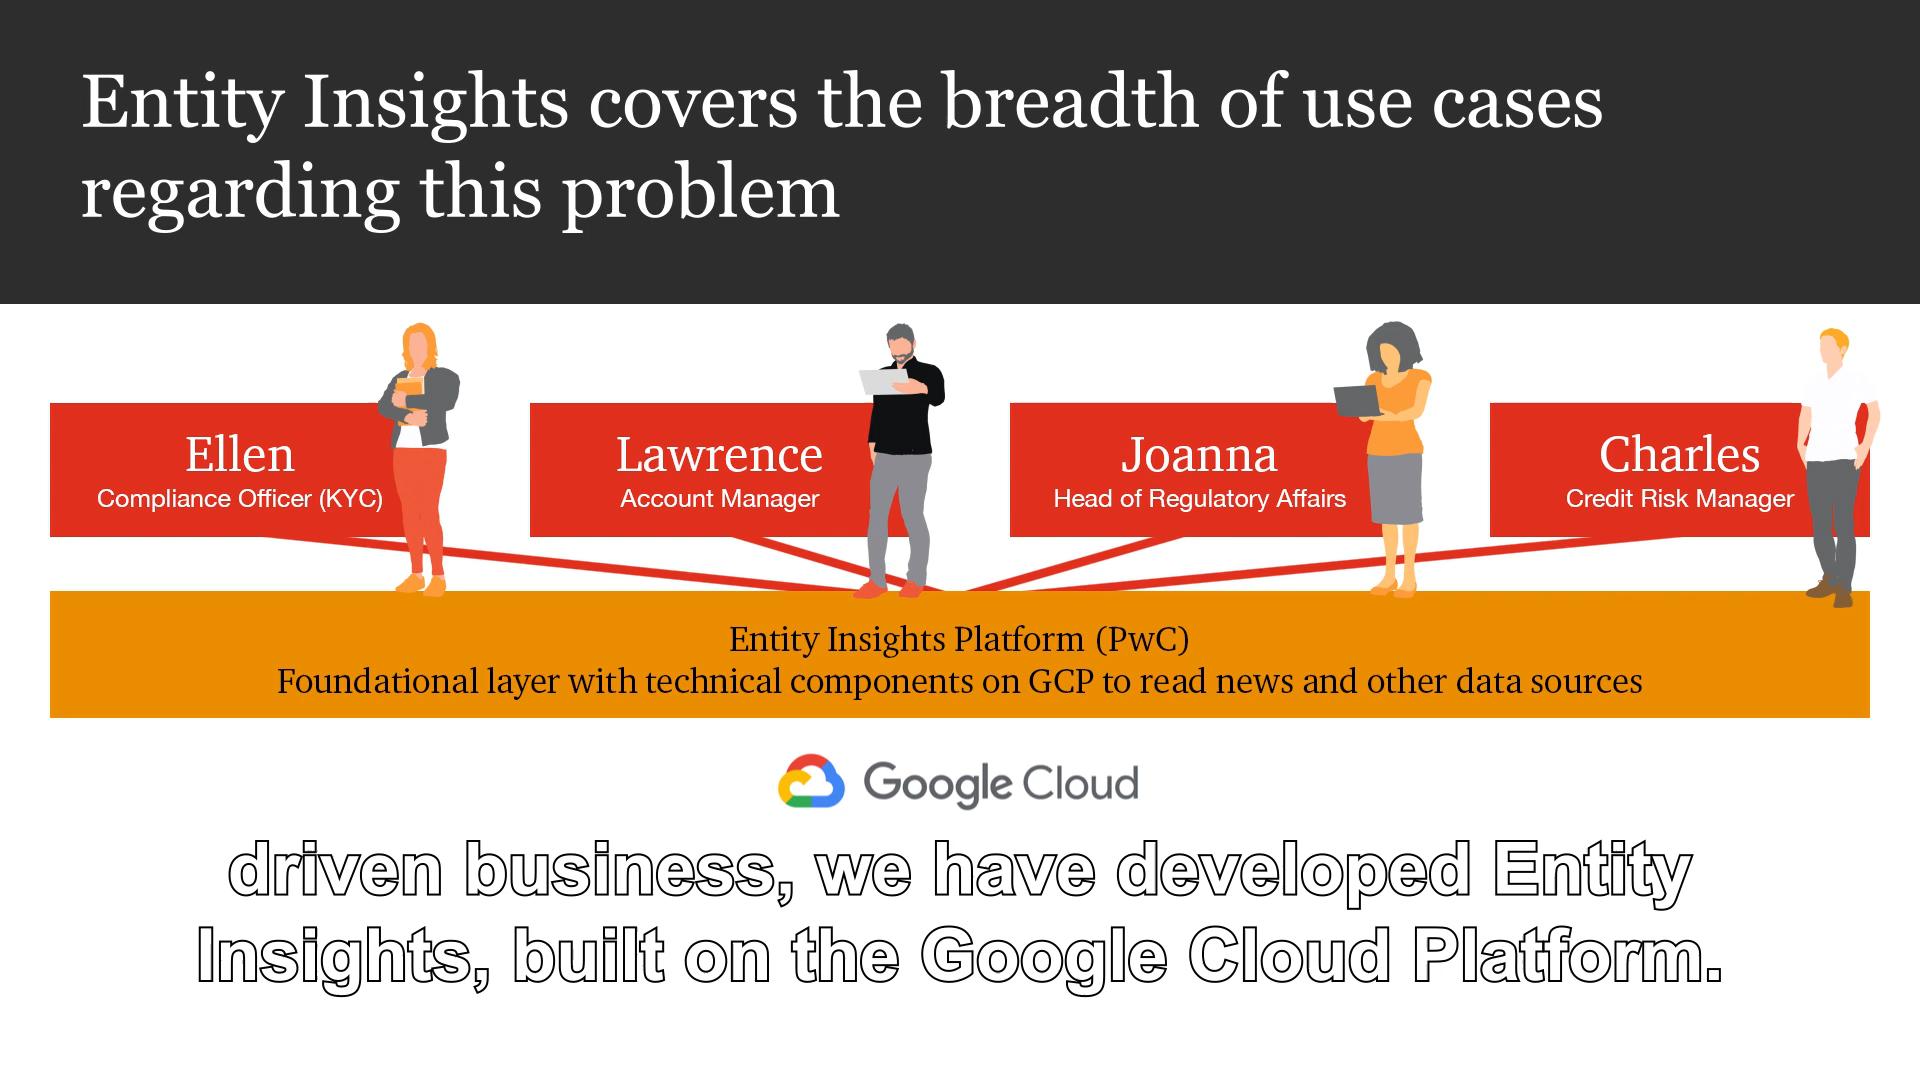 Entity Insights covers the breadth of use cases
regarding this problem
Ellen
Compliance Officer (KYC)
Lawrence
Account Manager
Joanna
Head of Regulatory Affairs
Charles
Credit Risk Manager
Entity Insights Platform (PwC)
Foundational layer with technical components on GCP to read news and other data sources
Google Cloud
driven business, we have developed Entity
Insights, built on the Google Cloud Platform.